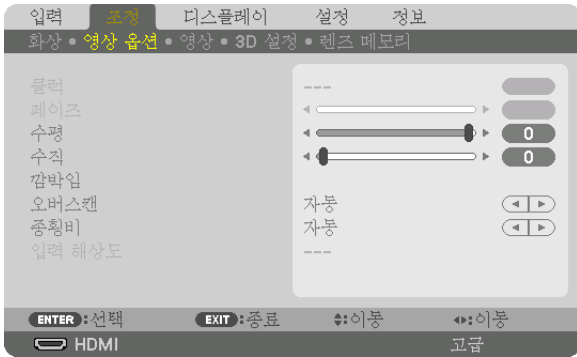 입력 조정 디스플레이 설정 정보
화상 • 영상 옵션 • 영상 • 3D 설정 • 렌즈 메모리
클럭 ---
페이즈
수평 0
수직 0
깜박임
오버스캔 자동
종횡비 자동
입력 해상도 ---
ENTER :선택 EXIT :종료 :이동 :이동
HDMI 고급